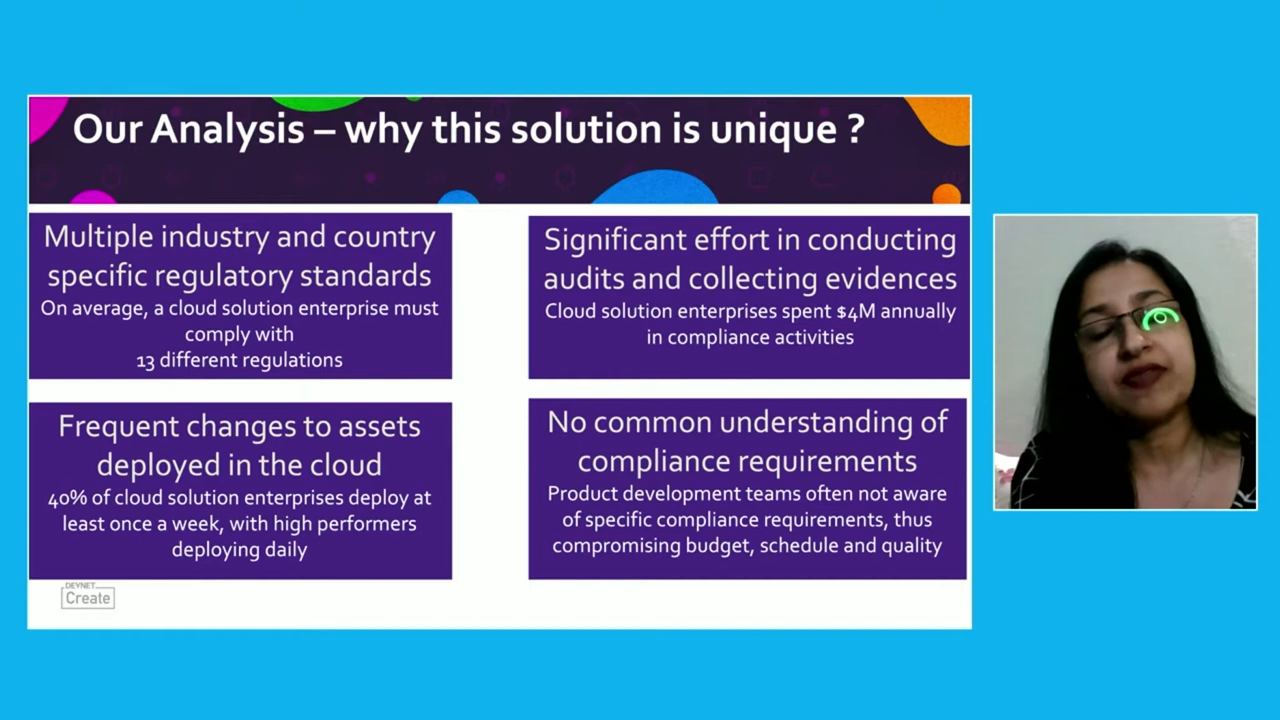 Our Analysis – why this solution is unique ?
Multiple industry and country
specific regulatory standards
On average, a cloud solution enterprise must
comply with
13 different regulations
Significant effort in conducting
audits and collecting evidences
Cloud solution enterprises spent $4M annually
in compliance activities
Frequent changes to assets
deployed in the cloud
40% of cloud solution enterprises deploy at
least once a week, with high performers
deploying daily
No common understanding of
compliance requirements
Product development teams often not aware
of specific compliance requirements, thus
compromising budget, schedule and quality
DEVNET
Create